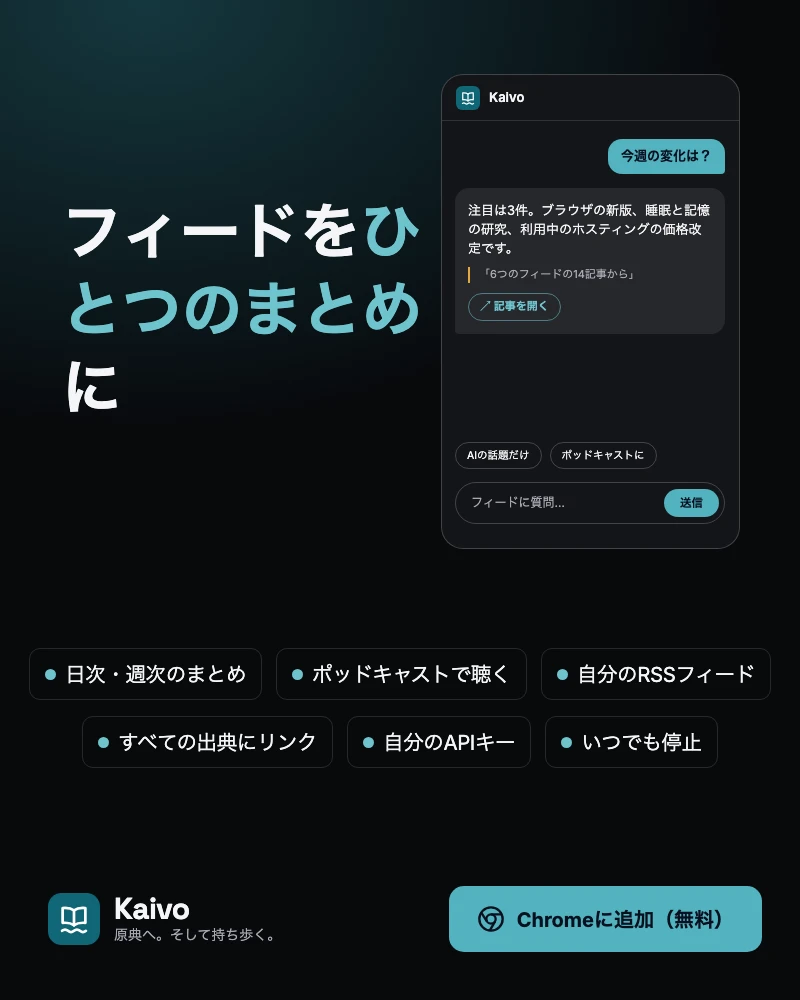 フィードをひ
とつのまとめ
に
Kaivo
今週の変化は？
注目は3件。ブラウザの新版、睡眠と記憶
の研究、利用中のホスティングの価格改
定です。
「6つのフィードの14記事から」
↗ 記事を開く
AIの話題だけ
ポッドキャストに
フィードに質問...
送信
日次・週次のまとめ
ポッドキャストで聴く
自分のRSSフィード
すべての出典にリンク
自分のAPIキー
いつでも停止
Kaivo
原典へ。そして持ち歩く。
Chromeに追加（無料）